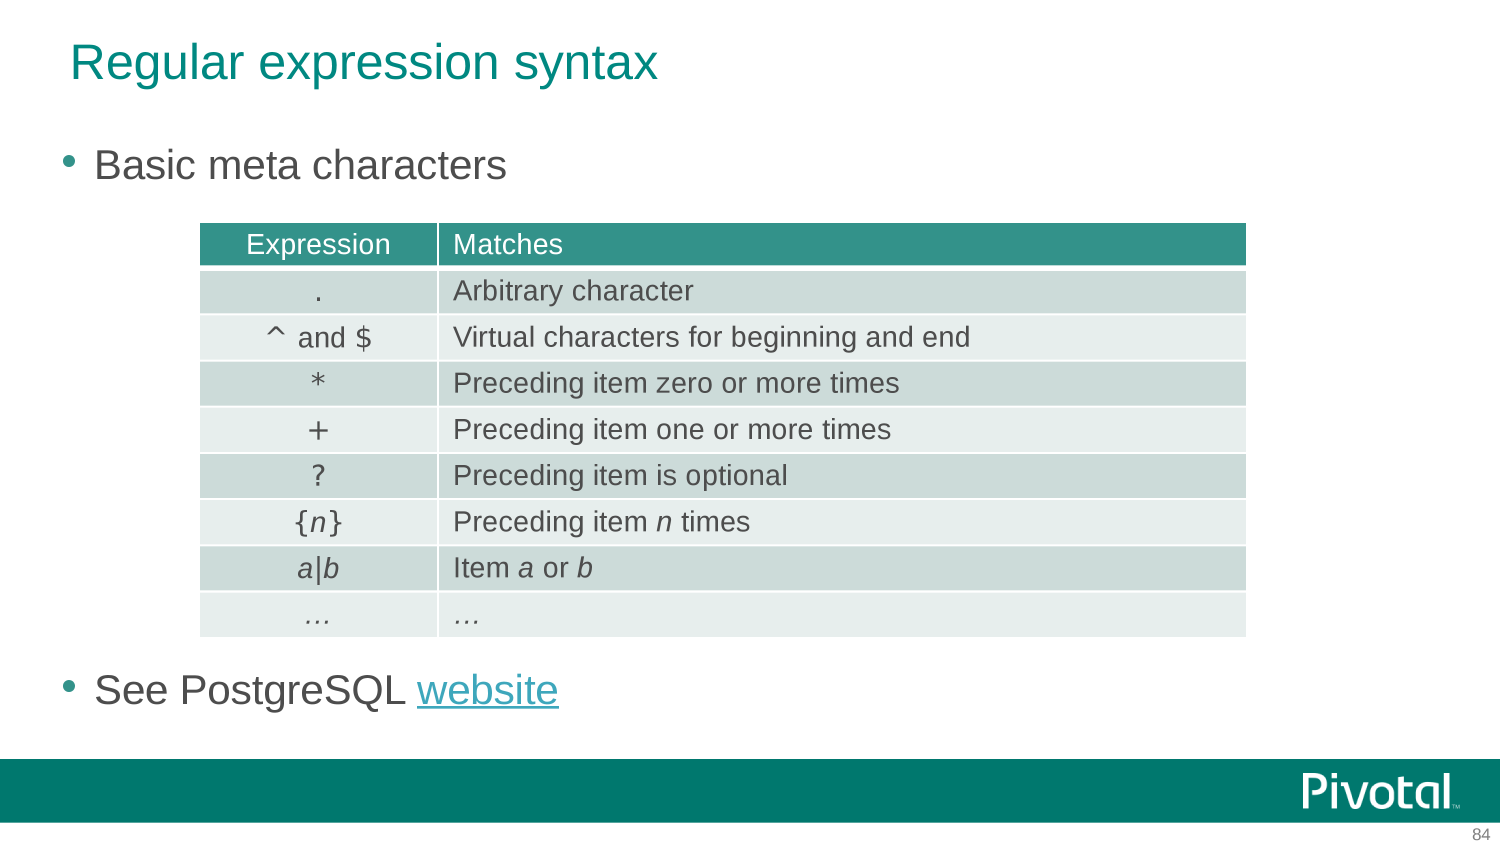 Regular expression syntax
• Basic meta characters
Expression Matches
. Arbitrary character
^ and $ Virtual characters for beginning and end
* Preceding item zero or more times
+ Preceding item one or more times
? Preceding item is optional
{n} Preceding item n times
a|b Item a or b
… …
• See PostgreSQL website
Pivotal™
84